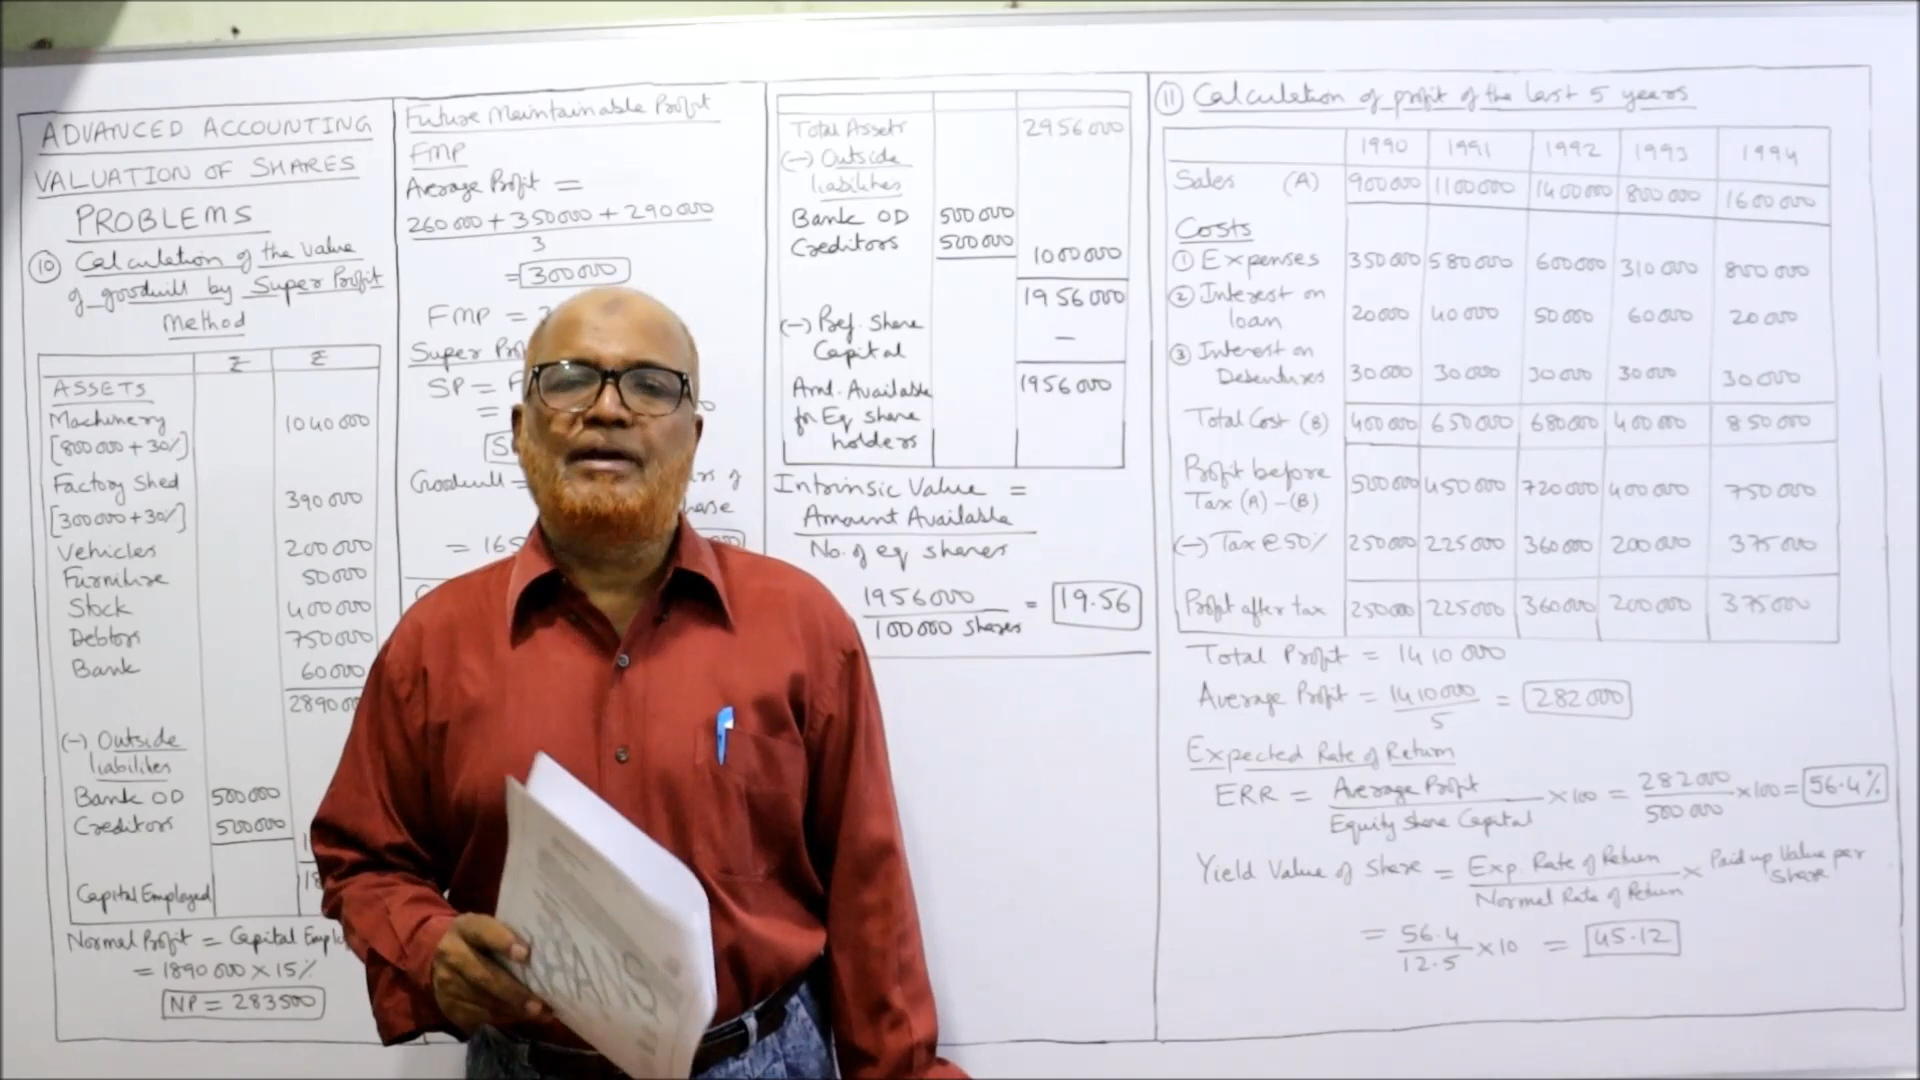 ADVANCED ACCOUNTING
VALUATION OF SHARES
PROBLEMS
10 Calculation of the value
of goodwill by Super Profit
Method
₹ ₹
ASSETS
Machinery 1040000
[800000 + 30%]
Factory Shed 390000
[300000 + 30%]
Vehicles 200000
Furniture 50000
Stock 400000
Debtors 750000
Bank 60000
289000
(-) Outside
liabilities
Bank OD 500000
Creditors 500000
Capital Employed 18
Normal Profit = Capital Empl
= 1890000 × 15%
NP = 283500
Future Maintainable Profit
FMP
Average Profit =
260000 + 350000 + 290000
3
= 300000
FMP =
Super Pro
SP =
=
Goodwill =
= 165
Total Assets 2956000
(-) Outside
liabilities
Bank OD 500000
Creditors 500000 1000000
1956000
(-) Pref. Share
Capital —
Amt. Available 1956000
for Eq share
holders
Intrinsic Value =
Amount Available
No. of eq shares
1956000
100000 shares
= 19.56
11 Calculation of profit of the last 5 years
1990 1991 1992 1993 1994
Sales (A) 900000 1100000 1400000 800000 1600000
Costs
1 Expenses 350000 580000 600000 310000 800000
2 Interest on
loan 20000 40000 50000 60000 20000
3 Interest on
Debentures 30000 30000 30000 30000 30000
Total Cost (B) 400000 650000 680000 400000 850000
Profit before
Tax (A) - (B) 500000 450000 720000 400000 750000
(-) Tax @ 50% 250000 225000 360000 200000 375000
Profit after tax 250000 225000 360000 200000 375000
Total Profit = 1410000
Average Profit = 1410000 = 282000
5
Expected Rate of Return
ERR = Average Profit × 100 = 282000 × 100 = 56.4%
Equity Share Capital 500000
Yield Value of Share = Exp. Rate of Return × Paid up Value per
Normal Rate of Return share
= 56.4 × 10 = 45.12
12.5